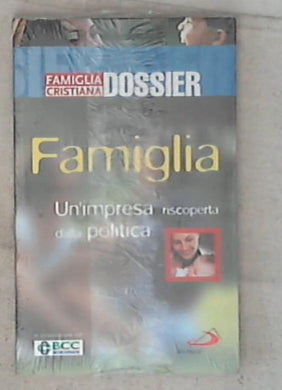 FAMIGLIA
CRISTIANA DOSSIER
Famiglia
Un'impresa riscoperta
dalla politica
BCC